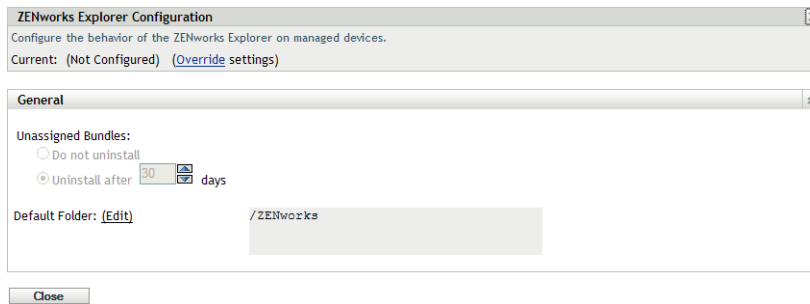 ZENworks Explorer Configuration
Configure the behavior of the ZENworks Explorer on managed devices.
Current: (Not Configured) (Override settings)
General
Unassigned Bundles:
Do not uninstall
Uninstall after 30 days
Default Folder: (Edit) /ZENworks
Close